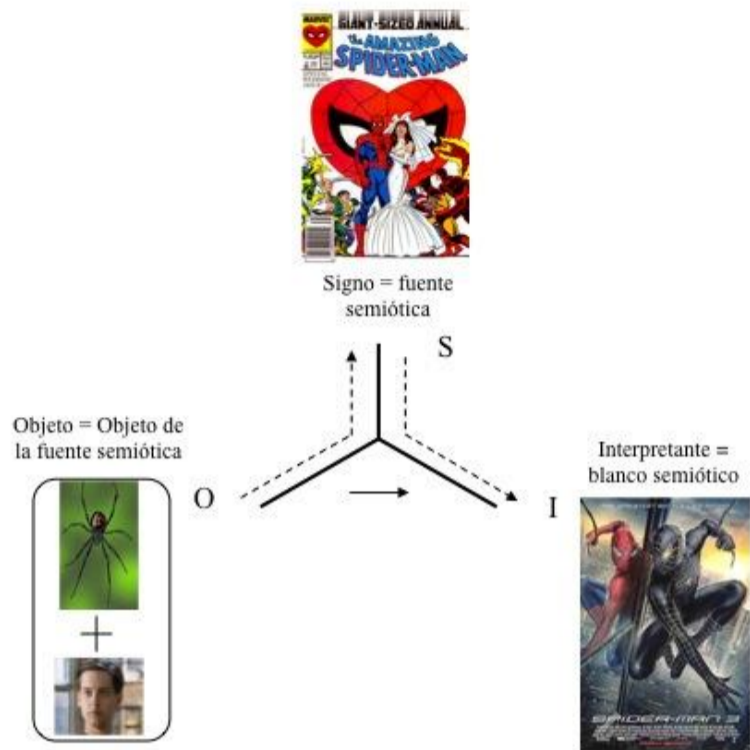 MARVEL
GIANT-SIZED ANNUAL
the AMAZING
SPIDER-MAN
Signo = fuente
semiótica
S
Objeto = Objeto de
la fuente semiótica
O
Interpretante =
blanco semiótico
I
+
SPIDER-MAN 3